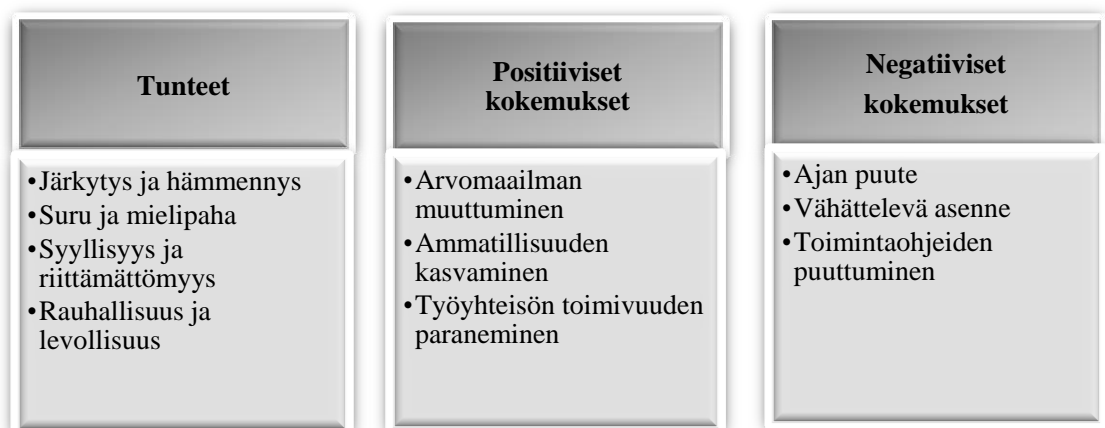 Tunteet
•Järkytys ja hämmennys
•Suru ja mielipaha
•Syyllisyys ja
riittämättömyys
•Rauhallisuus ja
levollisuus
Positiiviset
kokemukset
•Arvomaailman
muuttuminen
•Ammatillisuuden
kasvaminen
•Työyhteisön toimivuuden
paraneminen
Negatiiviset
kokemukset
•Ajan puute
•Vähättelevä asenne
•Toimintaohjeiden
puuttuminen